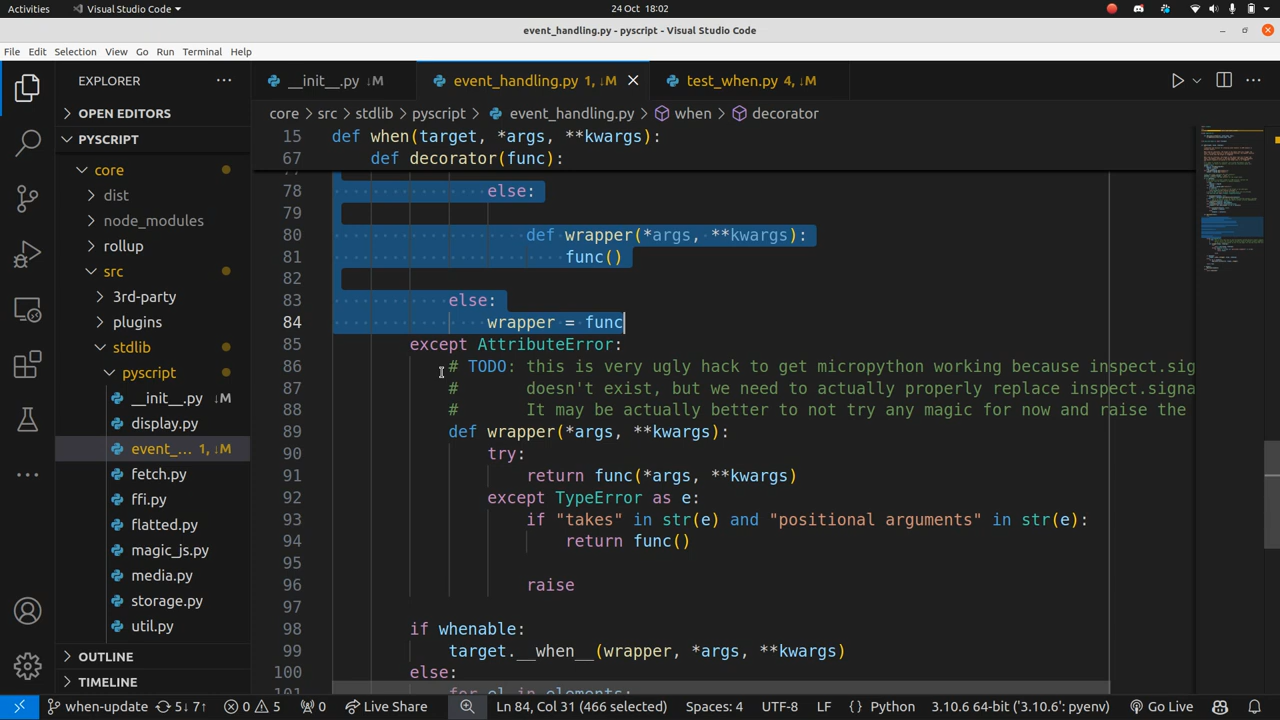 Activities
Visual Studio Code
24 Oct 18:02
event_handling.py - pyscript - Visual Studio Code
File Edit Selection View Go Run Terminal Help
EXPLORER
OPEN EDITORS
PYSCRIPT
core
dist
node_modules
rollup
src
3rd-party
plugins
stdlib
pyscript
__init__.py M
display.py
event_... 1, M
fetch.py
ffi.py
flatted.py
magic_js.py
media.py
storage.py
util.py
OUTLINE
TIMELINE
__init__.py M
event_handling.py 1, M
test_when.py 4, M
core > src > stdlib > pyscript > event_handling.py > when > decorator
15 def when(target, *args, **kwargs):
67 def decorator(func):
78 else:
79
80 def wrapper(*args, **kwargs):
81 func()
82
83 else:
84 wrapper = func
85 except AttributeError:
86 # TODO: this is very ugly hack to get micropython working because inspect.sig
87 # doesn't exist, but we need to actually properly replace inspect.signa
88 # It may be actually better to not try any magic for now and raise the
89 def wrapper(*args, **kwargs):
90 try:
91 return func(*args, **kwargs)
92 except TypeError as e:
93 if "takes" in str(e) and "positional arguments" in str(e):
94 return func()
95
96 raise
97
98 if whenable:
99 target.__when__(wrapper, *args, **kwargs)
100 else:
101 for el in elements:
when-update 5↓ 7↑ 0 5 0 Live Share Ln 84, Col 31 (466 selected) Spaces: 4 UTF-8 LF Python 3.10.6 64-bit ('3.10.6': pyenv) Go Live